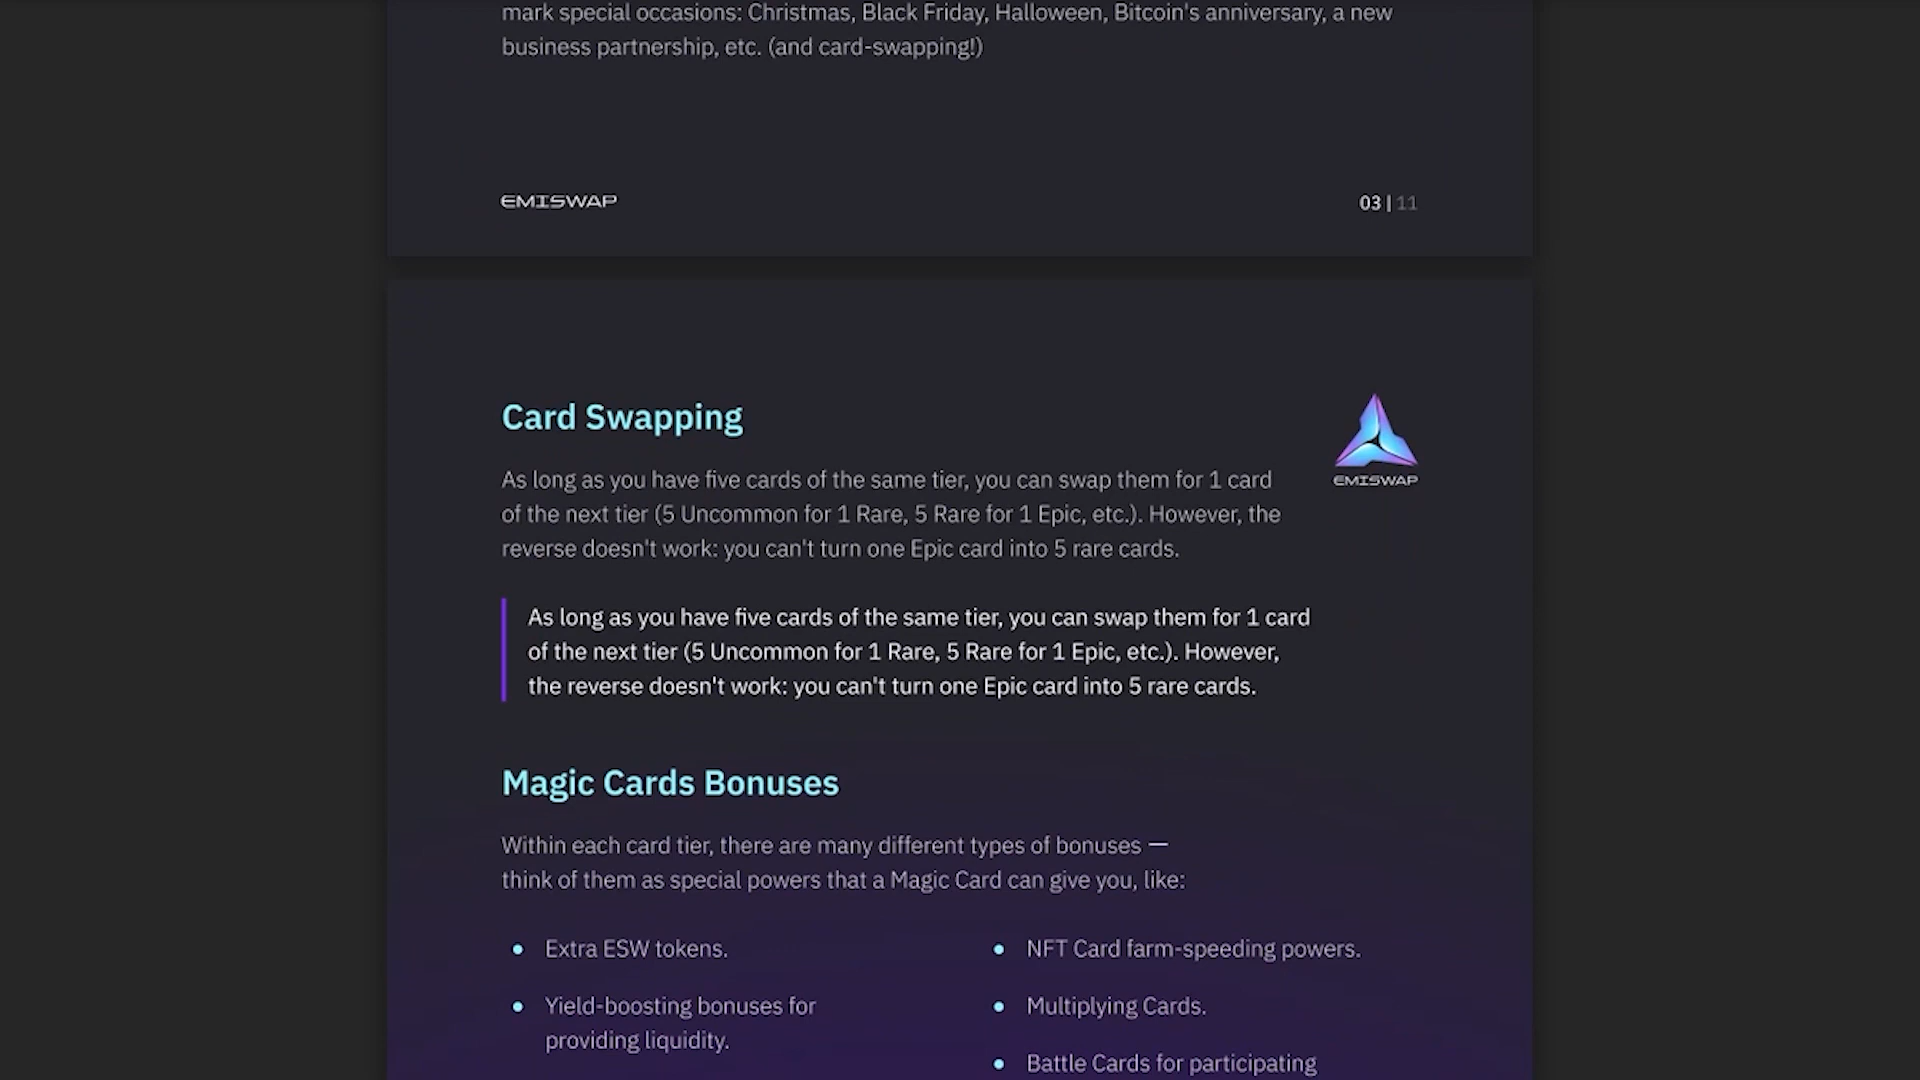 mark special occasions: Christmas, Black Friday, Halloween, Bitcoin's anniversary, a new
business partnership, etc. (and card-swapping!)
EMISWAP
03 | 11
Card Swapping
EMISWAP
As long as you have five cards of the same tier, you can swap them for 1 card
of the next tier (5 Uncommon for 1 Rare, 5 Rare for 1 Epic, etc.). However, the
reverse doesn't work: you can't turn one Epic card into 5 rare cards.
As long as you have five cards of the same tier, you can swap them for 1 card
of the next tier (5 Uncommon for 1 Rare, 5 Rare for 1 Epic, etc.). However,
the reverse doesn't work: you can't turn one Epic card into 5 rare cards.
Magic Cards Bonuses
Within each card tier, there are many different types of bonuses —
think of them as special powers that a Magic Card can give you, like:
• Extra ESW tokens.
• Yield-boosting bonuses for
providing liquidity.
• NFT Card farm-speeding powers.
• Multiplying Cards.
• Battle Cards for participating